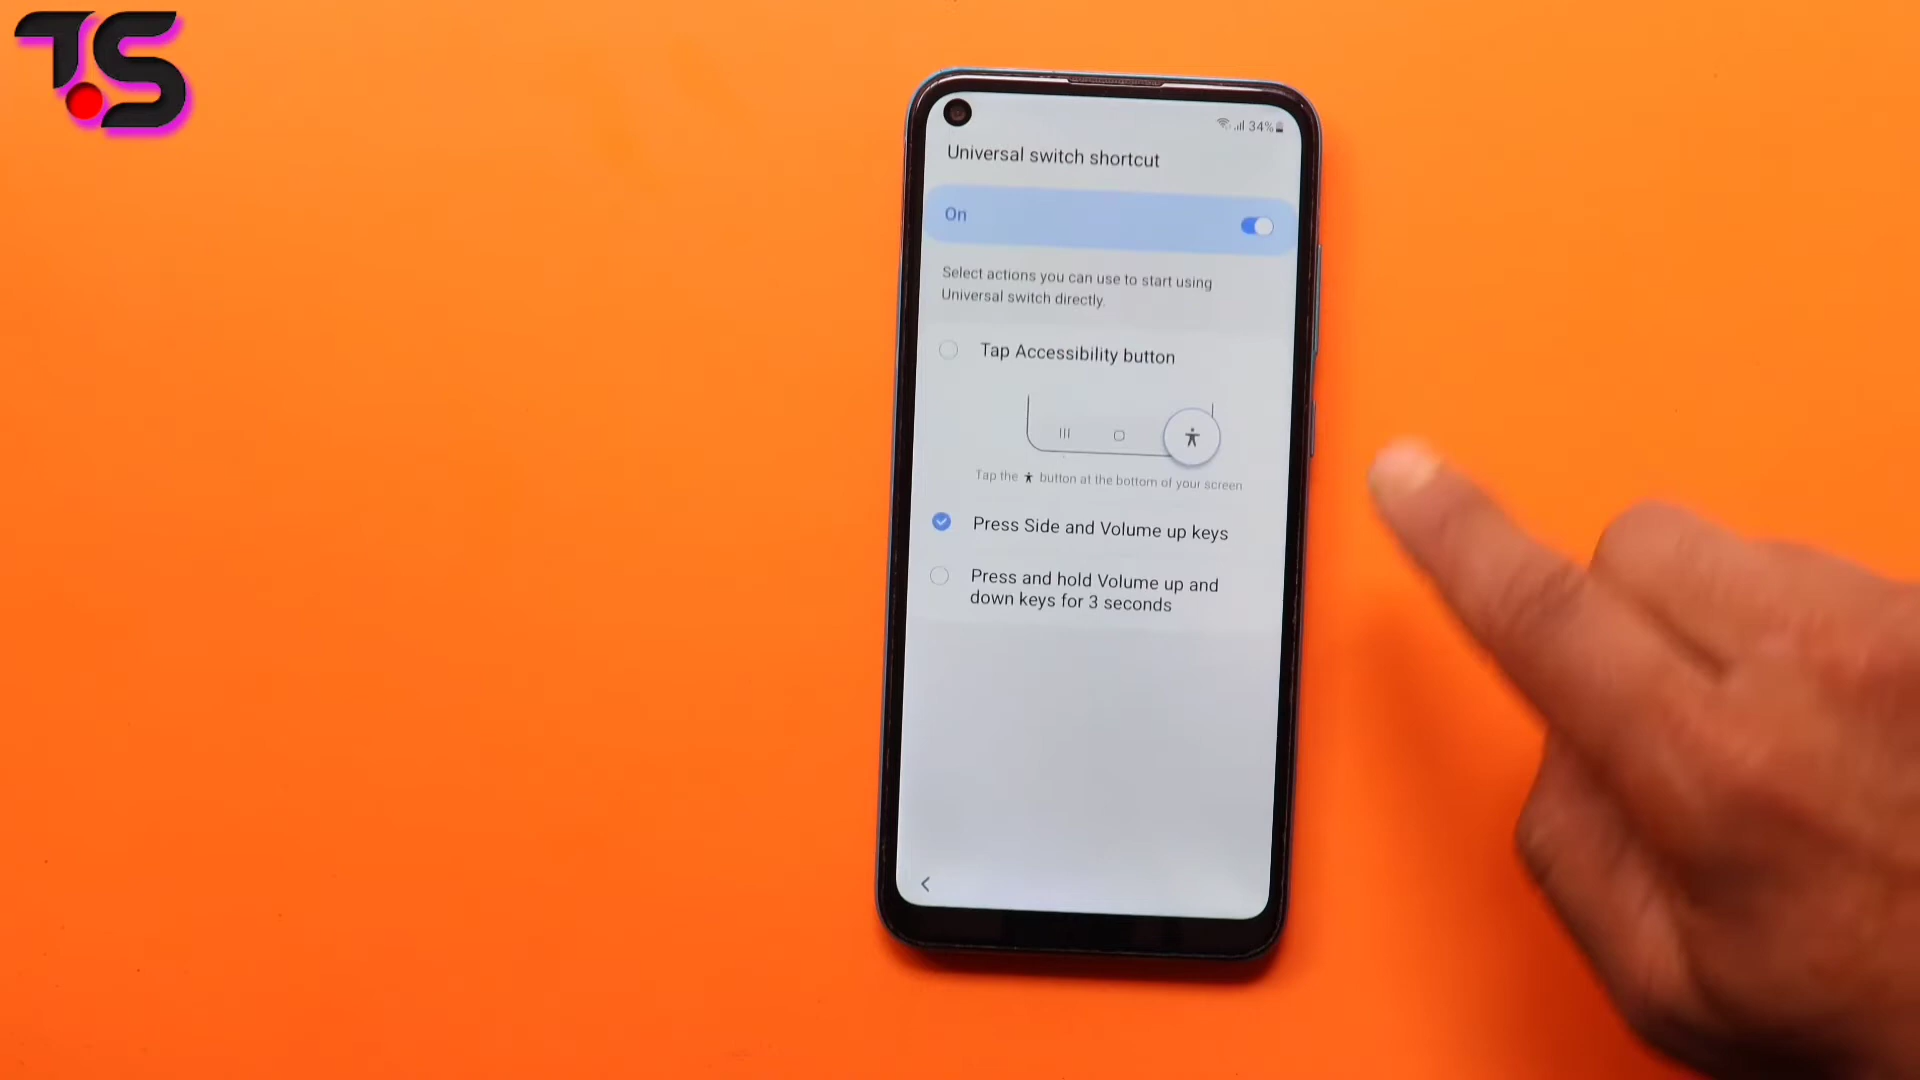 TS
34%
Universal switch shortcut
On
Select actions you can use to start using
Universal switch directly.
Tap Accessibility button
Tap the button at the bottom of your screen
Press Side and Volume up keys
Press and hold Volume up and
down keys for 3 seconds